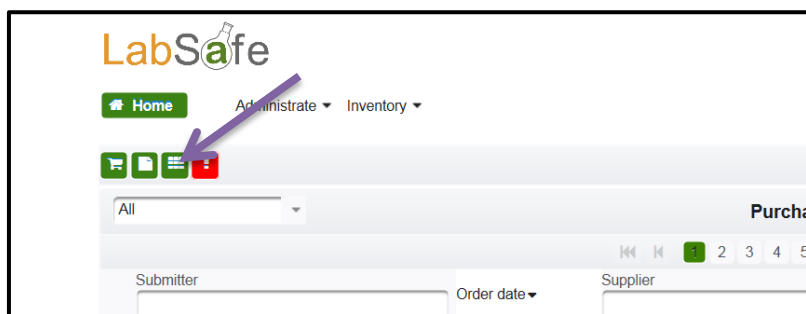 LabSafe
Home Administrate Inventory
All
Purcha
1 2 3 4 5
Submitter
Order date
Supplier